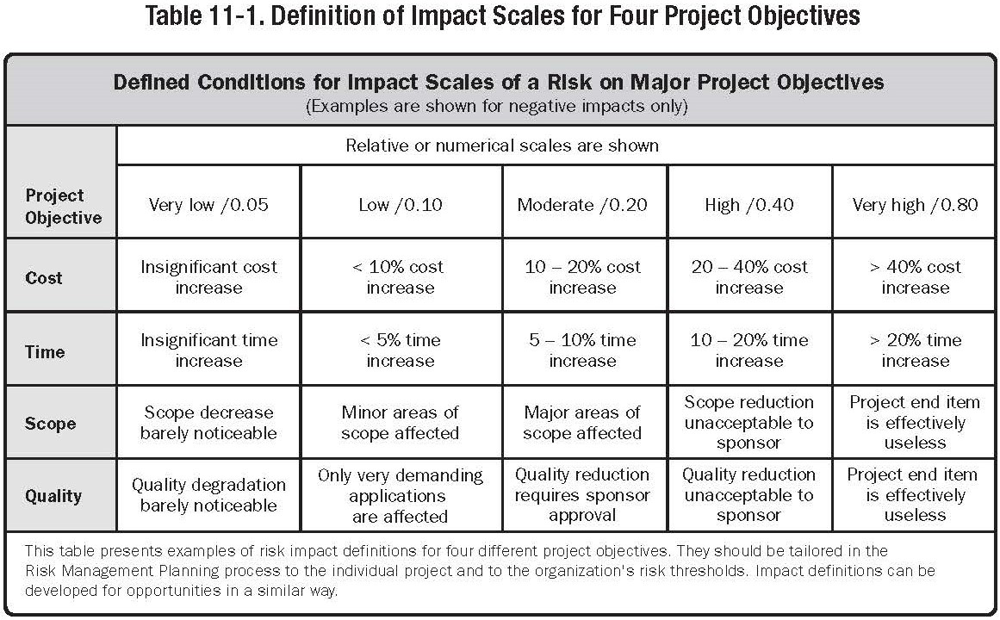 Table 11-1. Definition of Impact Scales for Four Project Objectives
Defined Conditions for Impact Scales of a Risk on Major Project Objectives
(Examples are shown for negative impacts only)
Relative or numerical scales are shown
Project
Objective
Very low /0.05
Low /0.10
Moderate /0.20
High /0.40
Very high /0.80
Cost
Insignificant cost
increase
< 10% cost
increase
10 – 20% cost
increase
20 – 40% cost
increase
> 40% cost
increase
Time
Insignificant time
increase
< 5% time
increase
5 – 10% time
increase
10 – 20% time
increase
> 20% time
increase
Scope
Scope decrease
barely noticeable
Minor areas of
scope affected
Major areas of
scope affected
Scope reduction
unacceptable to
sponsor
Project end item
is effectively
useless
Quality
Quality degradation
barely noticeable
Only very demanding
applications
are affected
Quality reduction
requires sponsor
approval
Quality reduction
unacceptable to
sponsor
Project end item
is effectively
useless
This table presents examples of risk impact definitions for four different project objectives. They should be tailored in the
Risk Management Planning process to the individual project and to the organization's risk thresholds. Impact definitions can be
developed for opportunities in a similar way.